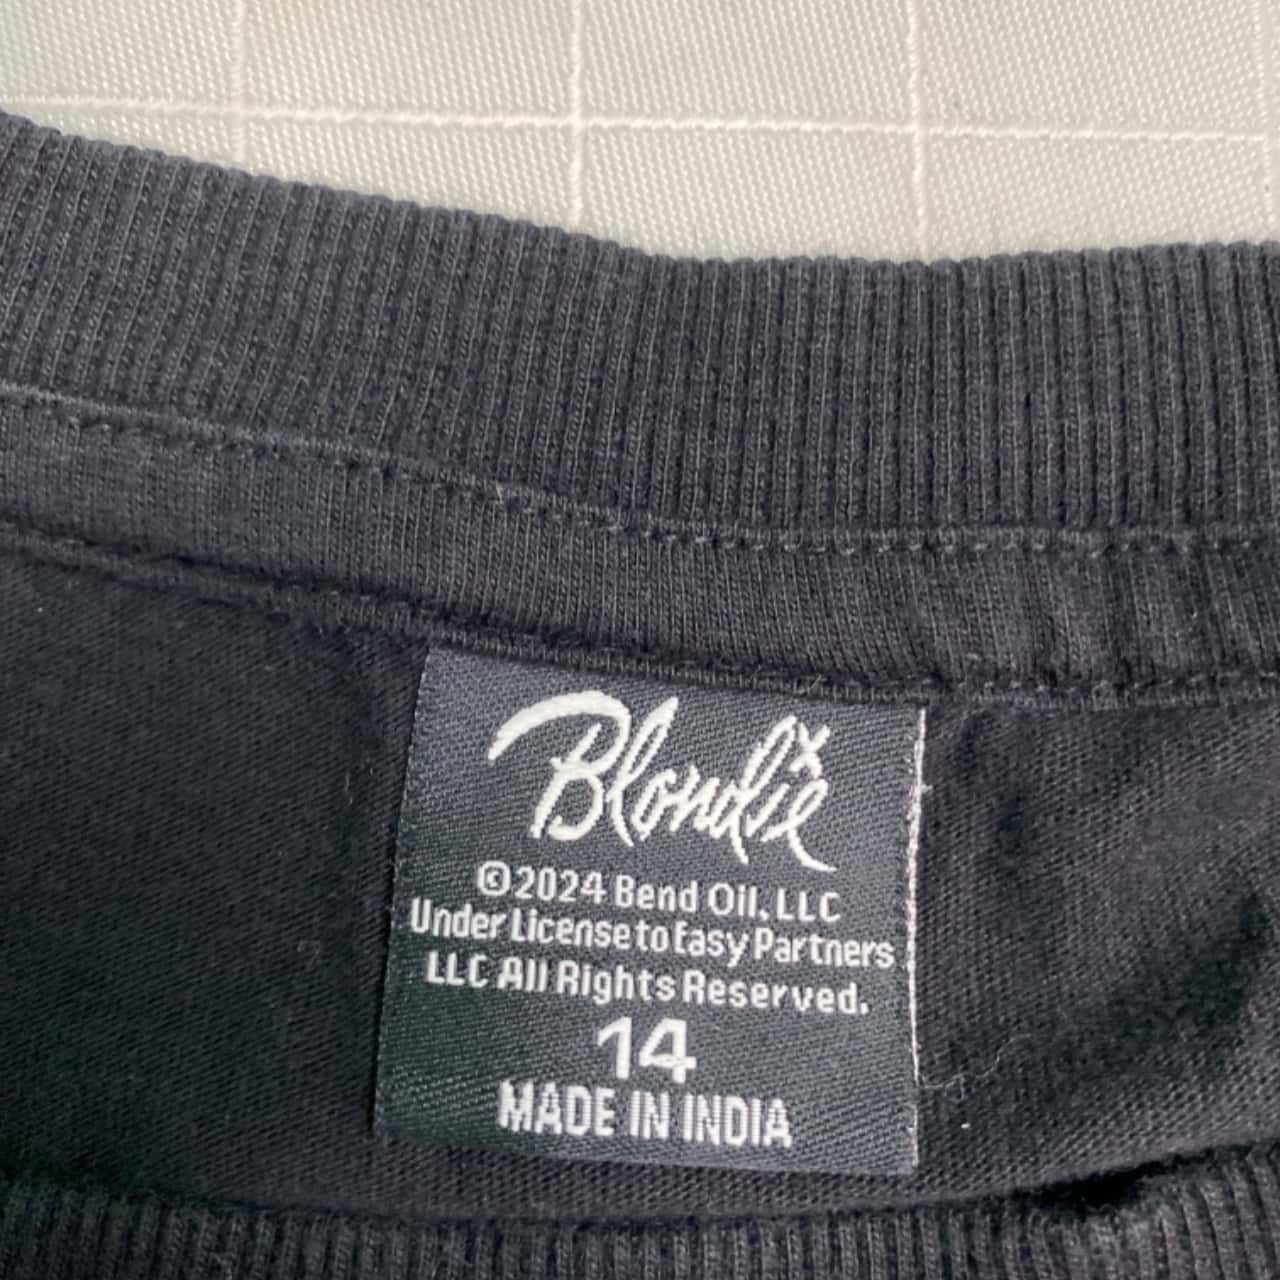 Blondie
©2024 Bend Oil, LLC
Under License to Easy Partners
LLC All Rights Reserved.
14
MADE IN INDIA